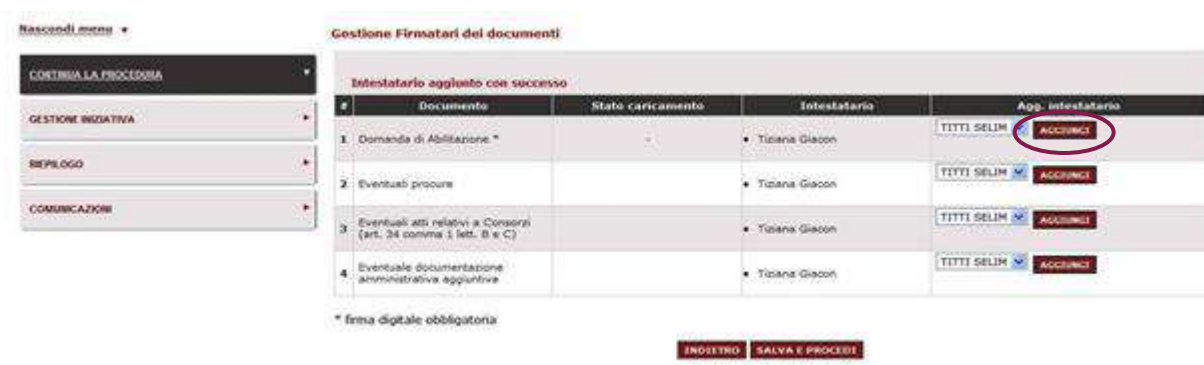 Nascondi menu
Gestione Firmatari dei documenti
CONTINUA LA PROCEDURA
GESTIONE INIZIATIVA
RIEPILOGO
COMUNICAZIONI
Intestatario aggiunto con successo
# Documento Stato caricamento Intestatario Agg. intestatario
1 Domanda di Abilitazione * - • Tiziana Giacon TITTI SELIM AGGIUNGI
2 Eventuali procure • Tiziana Giacon TITTI SELIM AGGIUNGI
3 Eventuali atti relativi a Consorzi
(art. 34 comma 1 lett. B e C) • Tiziana Giacon TITTI SELIM AGGIUNGI
4 Eventuale documentazione
amministrativa aggiuntiva • Tiziana Giacon TITTI SELIM AGGIUNGI
* firma digitale obbligatoria
INDIETRO SALVA E PROCEDI